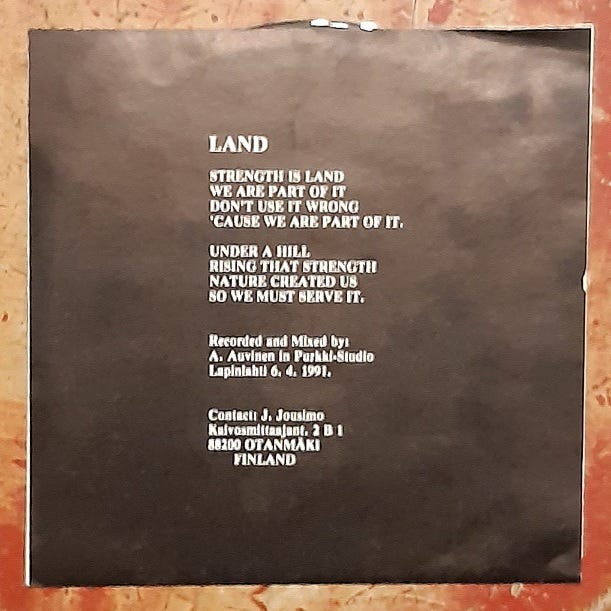 LAND
STRENGTH IS LAND
WE ARE PART OF IT
DON'T USE IT WRONG
'CAUSE WE ARE PART OF IT.
UNDER A HILL
RISING THAT STRENGTH
NATURE CREATED US
SO WE MUST SERVE IT.
Recorded and Mixed by:
A. Auvinen in Purkki-Studio
Lapinlahti 6. 4. 1991.
Contact: J. Jousimo
Kaivosmittaajant. 2 B 1
88200 OTANMÄKI
FINLAND